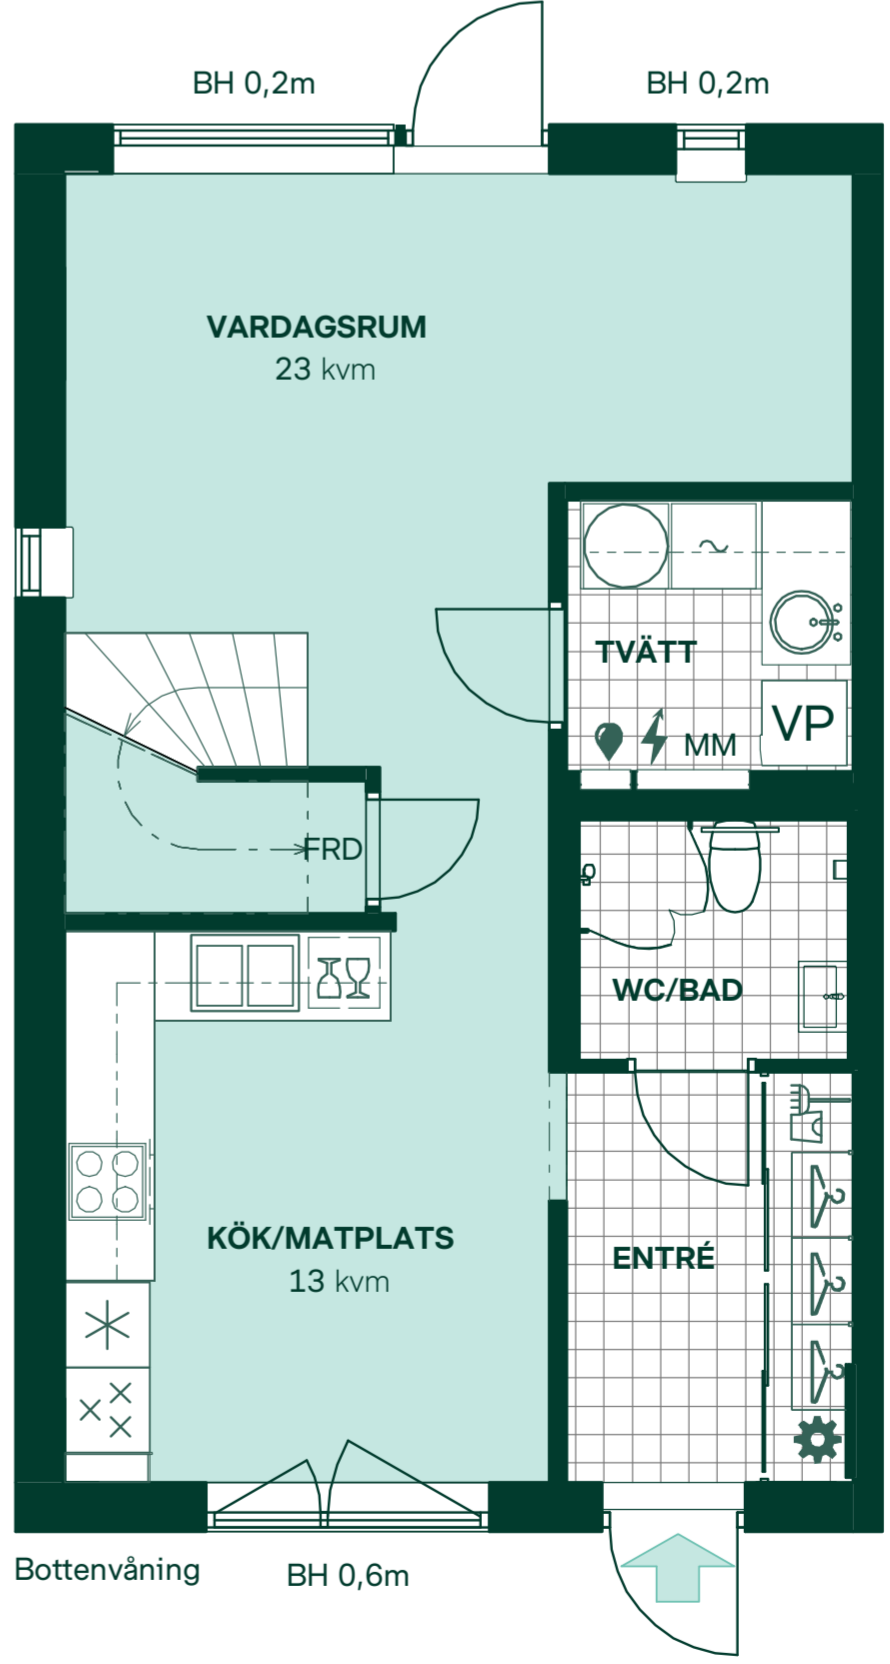 BH 0,2m
BH 0,2m
VARDAGSRUM
23 kvm
TVÄTT
MM
VP
FRD
WC/BAD
KÖK/MATPLATS
13 kvm
ENTRÉ
Bottenvåning
BH 0,6m